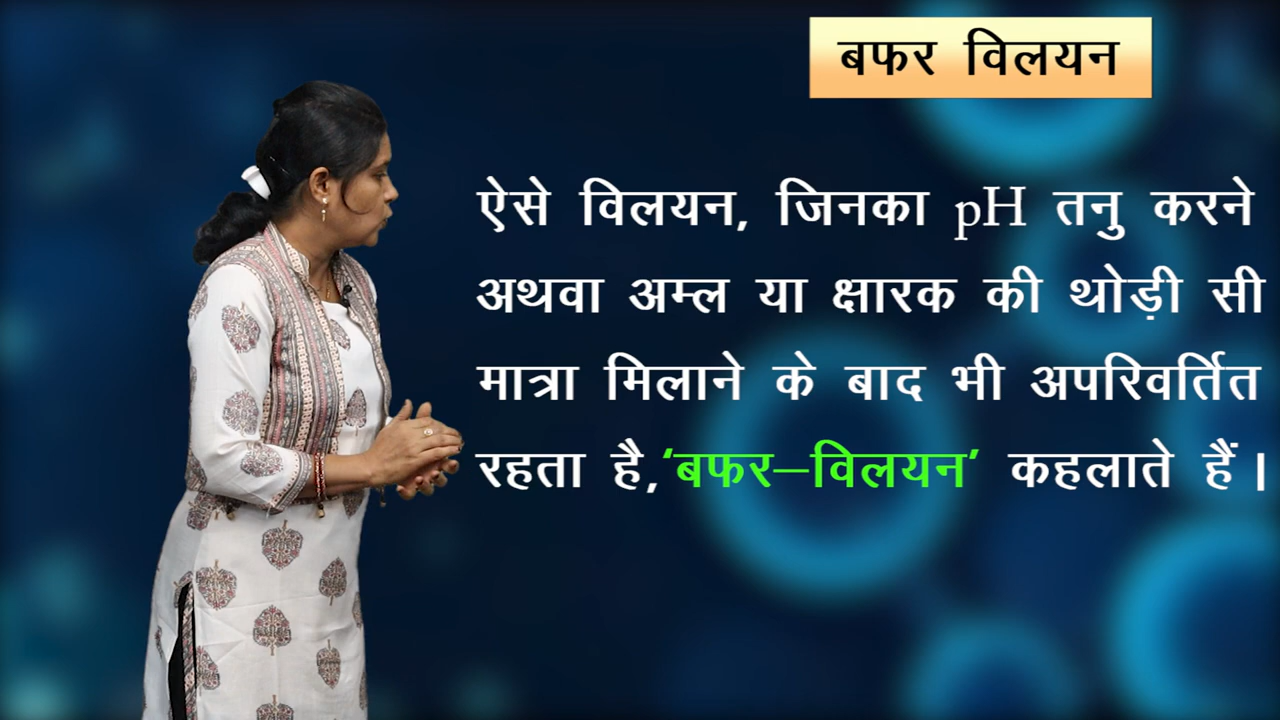 बफर विलयन
ऐसे विलयन, जिनका pH तनु करने
अथवा अम्ल या क्षारक की थोड़ी सी
मात्रा मिलाने के बाद भी अपरिवर्तित
रहता है,‘बफर–विलयन’ कहलाते हैं।